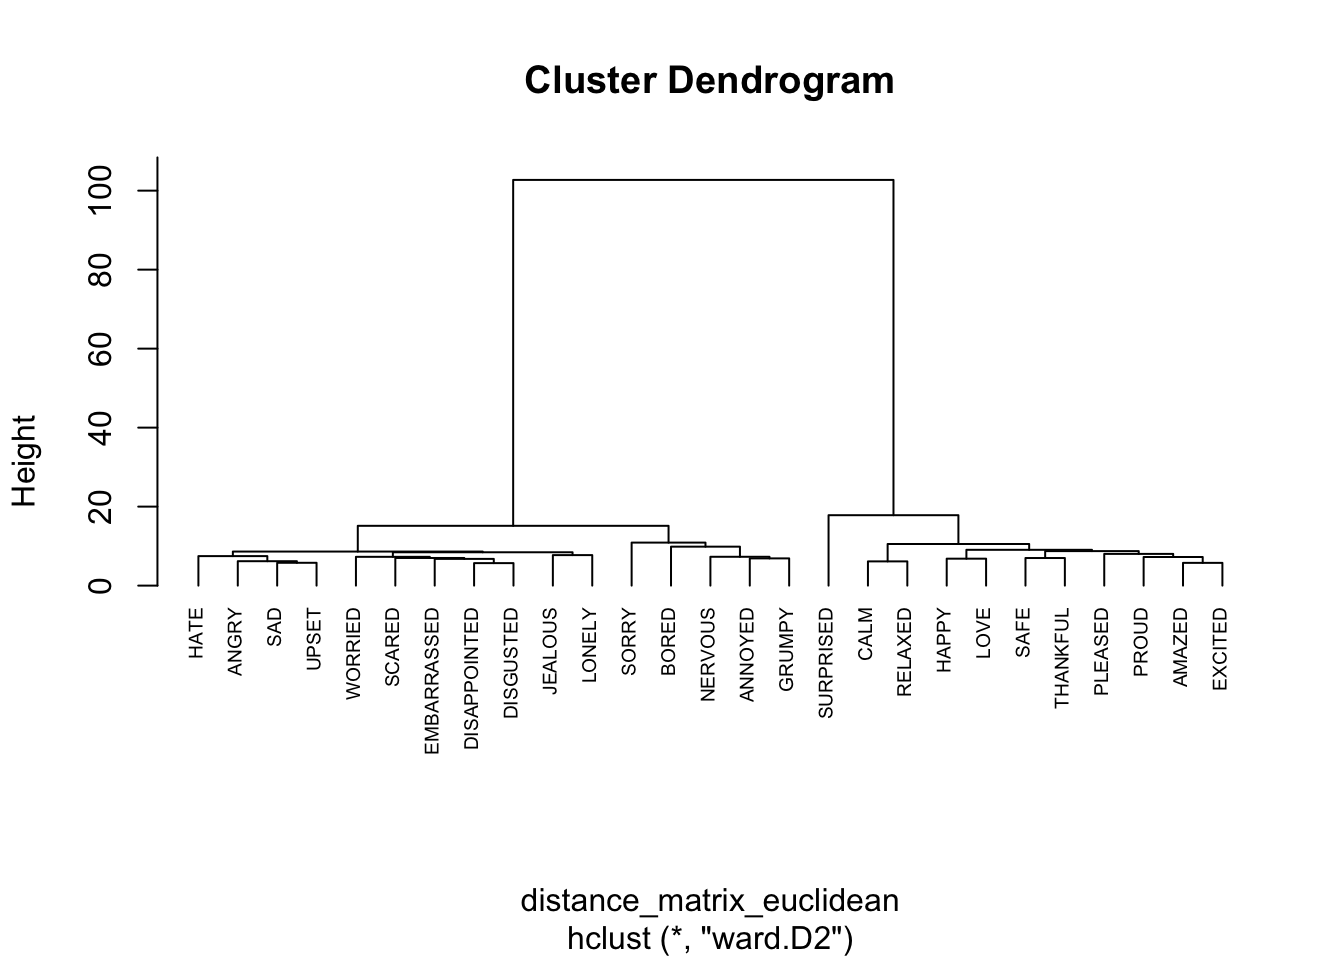 Cluster Dendrogram
Height
100
80
60
40
20
0
HATE
ANGRY
SAD
UPSET
WORRIED
SCARED
EMBARRASSED
DISAPPOINTED
DISGUSTED
JEALOUS
LONELY
SORRY
BORED
NERVOUS
ANNOYED
GRUMPY
SURPRISED
CALM
RELAXED
HAPPY
LOVE
SAFE
THANKFUL
PLEASED
PROUD
AMAZED
EXCITED
distance_matrix_euclidean
hclust (*, "ward.D2")